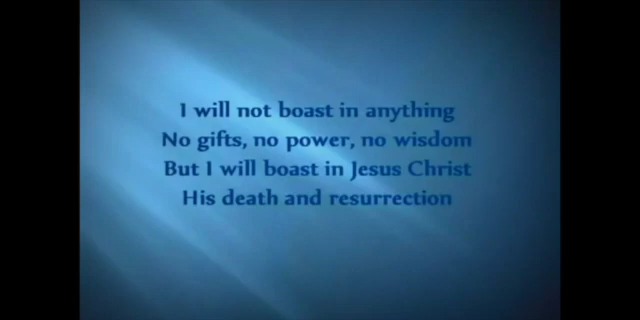 I will not boast in anything
No gifts, no power, no wisdom
But I will boast in Jesus Christ
His death and resurrection